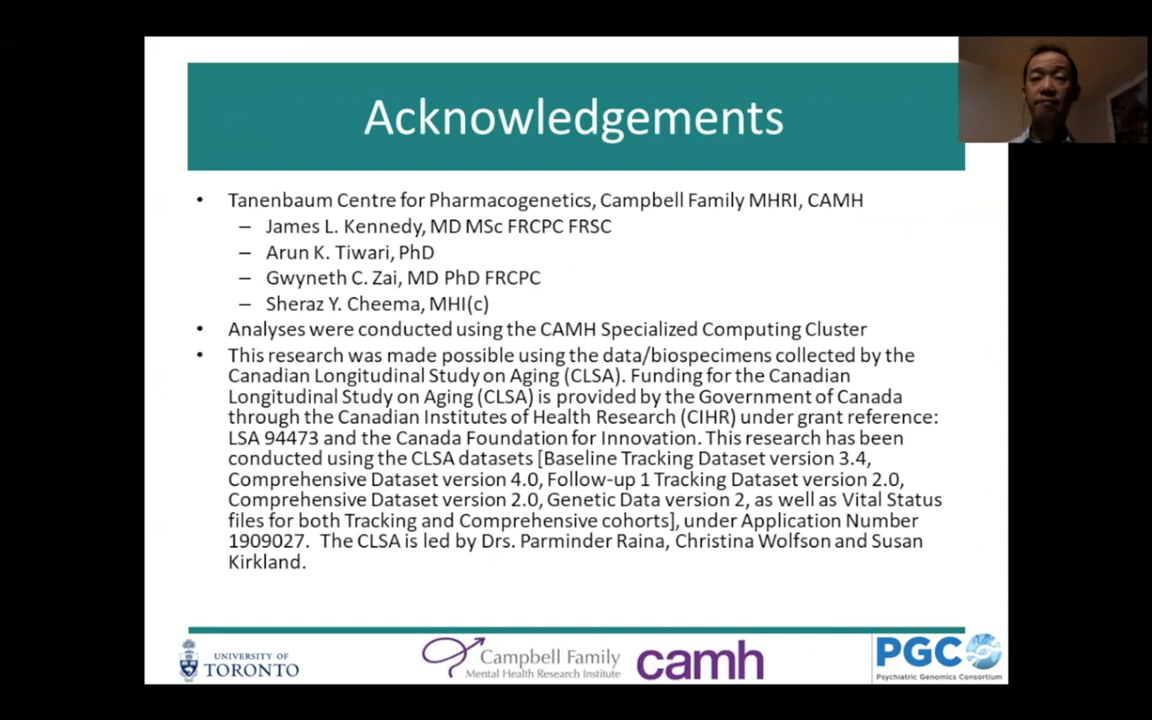 Acknowledgements
• Tanenbaum Centre for Pharmacogenetics, Campbell Family MHRI, CAMH
– James L. Kennedy, MD MSc FRCPC FRSC
– Arun K. Tiwari, PhD
– Gwyneth C. Zai, MD PhD FRCPC
– Sheraz Y. Cheema, MHI(c)
• Analyses were conducted using the CAMH Specialized Computing Cluster
• This research was made possible using the data/biospecimens collected by the
Canadian Longitudinal Study on Aging (CLSA). Funding for the Canadian
Longitudinal Study on Aging (CLSA) is provided by the Government of Canada
through the Canadian Institutes of Health Research (CIHR) under grant reference:
LSA 94473 and the Canada Foundation for Innovation. This research has been
conducted using the CLSA datasets [Baseline Tracking Dataset version 3.4,
Comprehensive Dataset version 4.0, Follow-up 1 Tracking Dataset version 2.0,
Comprehensive Dataset version 2.0, Genetic Data version 2, as well as Vital Status
files for both Tracking and Comprehensive cohorts], under Application Number
1909027. The CLSA is led by Drs. Parminder Raina, Christina Wolfson and Susan
Kirkland.
UNIVERSITY OF
TORONTO
Campbell Family
Mental Health Research Institute
camh
PGC
Psychiatric Genomics Consortium